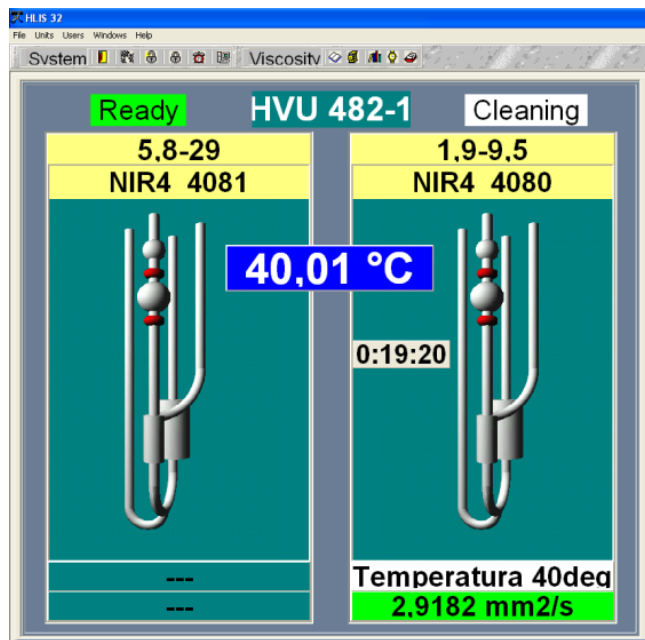 HLIS 32
File Units Users Windows Help
System Viscosity
Ready HVU 482-1 Cleaning
5,8-29
NIR4 4081
1,9-9,5
NIR4 4080
40,01 °C
0:19:20
---
---
Temperatura 40deg
2,9182 mm2/s